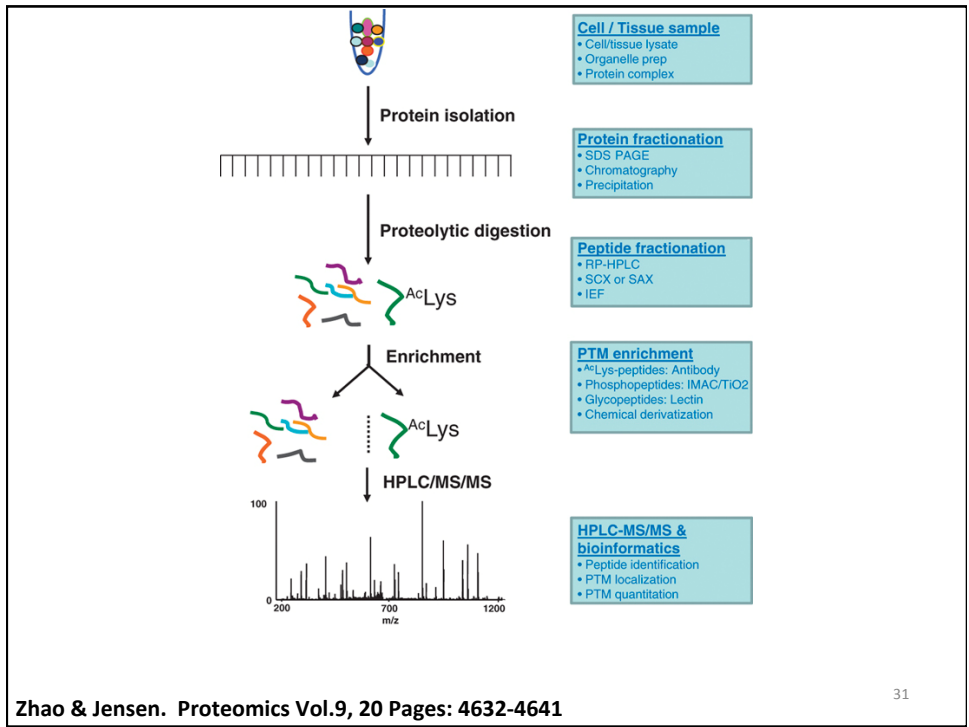 Cell / Tissue sample
• Cell/tissue lysate
• Organelle prep
• Protein complex
Protein isolation
Protein fractionation
• SDS PAGE
• Chromatography
• Precipitation
Proteolytic digestion
Peptide fractionation
• RP-HPLC
• SCX or SAX
• IEF
AcLys
Enrichment
PTM enrichment
• AcLys-peptides: Antibody
• Phosphopeptides: IMAC/TiO2
• Glycopeptides: Lectin
• Chemical derivatization
AcLys
HPLC/MS/MS
100
0
200
700
1200
m/z
HPLC-MS/MS &
bioinformatics
• Peptide identification
• PTM localization
• PTM quantitation
31
Zhao & Jensen. Proteomics Vol.9, 20 Pages: 4632-4641